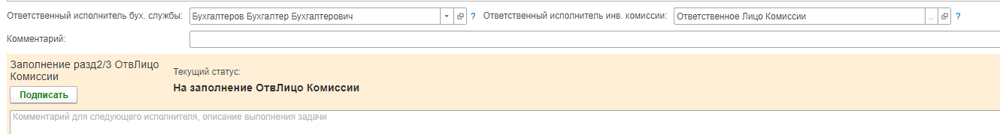 Ответственный исполнитель бух. службы: Бухгалтеров Бухгалтер Бухгалтерович ? Ответственный исполнитель инв. комиссии: Ответственное Лицо Комиссии ... ?
Комментарий:
Заполнение разд2/3 ОтвЛицо
Комиссии
Текущий статус:
На заполнение ОтвЛицо Комиссии
Подписать
Комментарий для следующего исполнителя, описание выполнения задачи